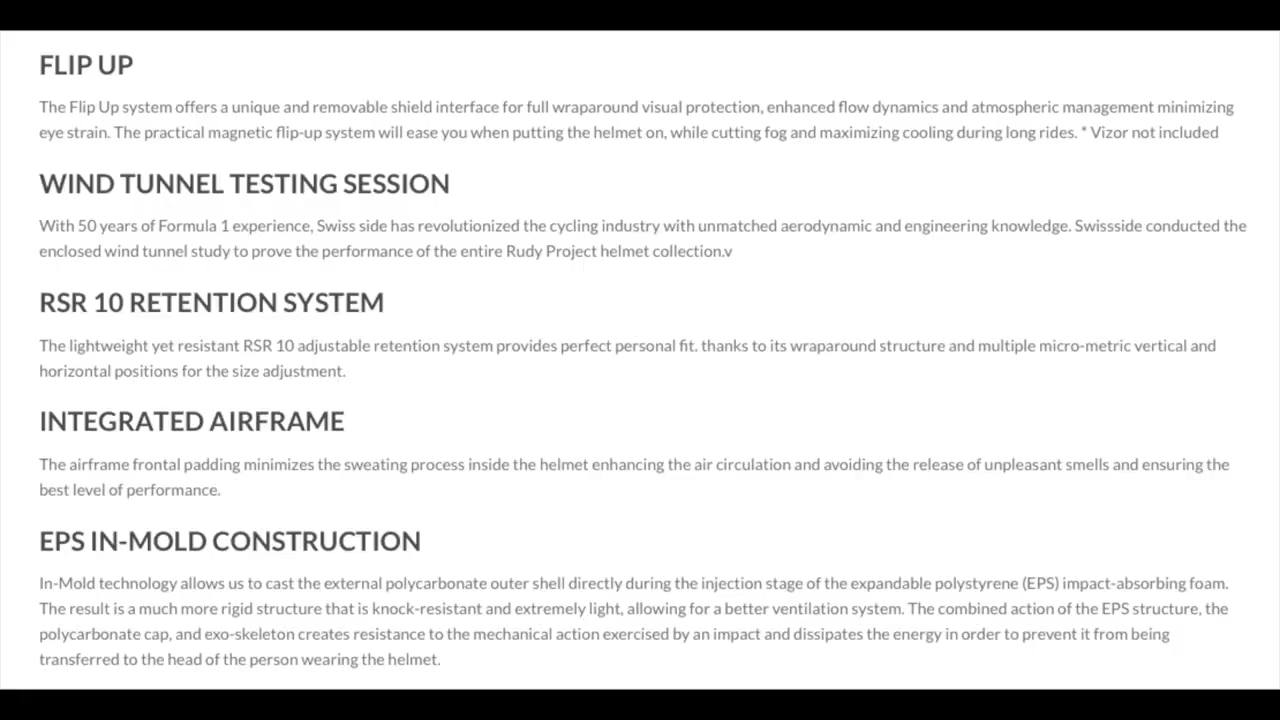 FLIP UP
The Flip Up system offers a unique and removable shield interface for full wraparound visual protection, enhanced flow dynamics and atmospheric management minimizing
eye strain. The practical magnetic flip-up system will ease you when putting the helmet on, while cutting fog and maximizing cooling during long rides. * Vizor not included
WIND TUNNEL TESTING SESSION
With 50 years of Formula 1 experience, Swiss side has revolutionized the cycling industry with unmatched aerodynamic and engineering knowledge. Swissside conducted the
enclosed wind tunnel study to prove the performance of the entire Rudy Project helmet collection.v
RSR 10 RETENTION SYSTEM
The lightweight yet resistant RSR 10 adjustable retention system provides perfect personal fit. thanks to its wraparound structure and multiple micro-metric vertical and
horizontal positions for the size adjustment.
INTEGRATED AIRFRAME
The airframe frontal padding minimizes the sweating process inside the helmet enhancing the air circulation and avoiding the release of unpleasant smells and ensuring the
best level of performance.
EPS IN-MOLD CONSTRUCTION
In-Mold technology allows us to cast the external polycarbonate outer shell directly during the injection stage of the expandable polystyrene (EPS) impact-absorbing foam.
The result is a much more rigid structure that is knock-resistant and extremely light, allowing for a better ventilation system. The combined action of the EPS structure, the
polycarbonate cap, and exo-skeleton creates resistance to the mechanical action exercised by an impact and dissipates the energy in order to prevent it from being
transferred to the head of the person wearing the helmet.